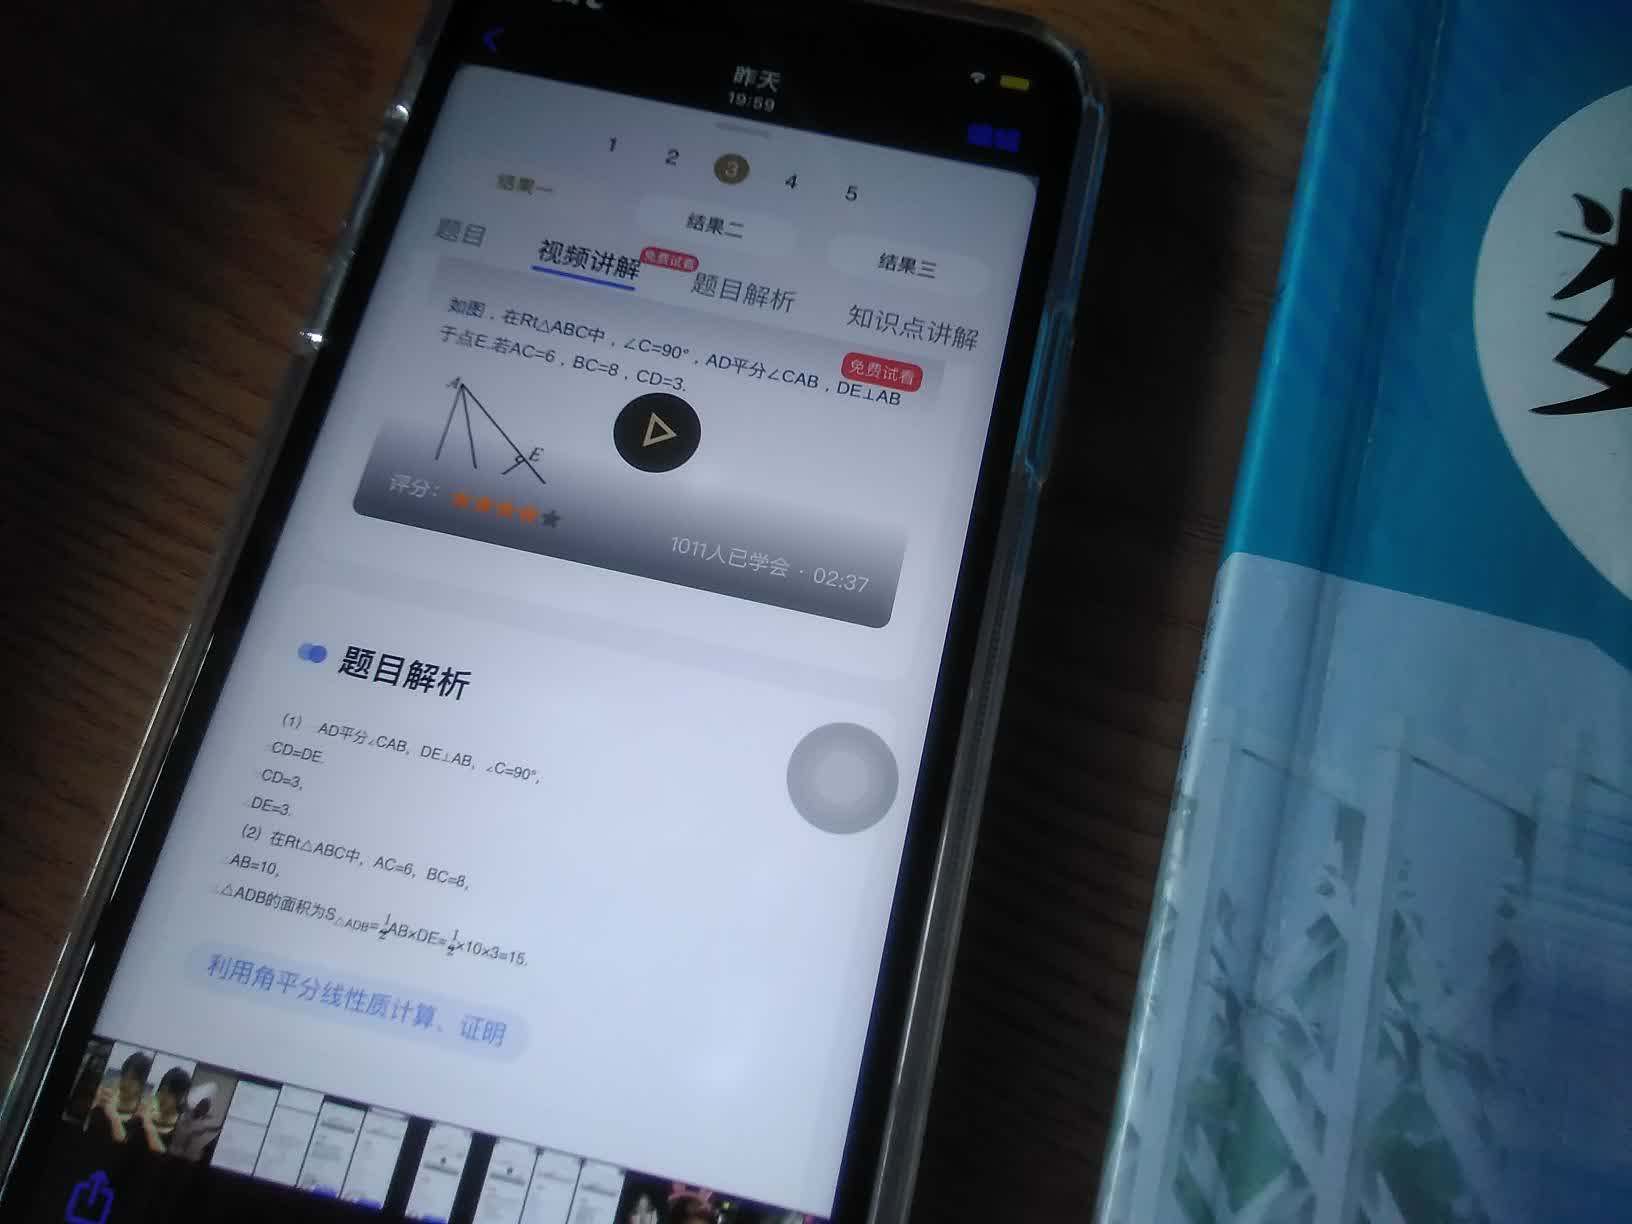 昨天
19:59
1 2 3 4 5
结果一
结果二
结果三
题目
视频讲解
免费试看
题目解析
知识点讲解
如图，在Rt△ABC中，∠C=90°，AD平分∠CAB，DE⊥AB
于点E.若AC=6，BC=8，CD=3.
免费试看
A
E
评分：
1011人已学会 · 02:37
题目解析
(1) ∵AD平分∠CAB，DE⊥AB，∠C=90°，
∴CD=DE.
∵CD=3，
∴DE=3.
(2) 在Rt△ABC中，AC=6，BC=8，
∴AB=10，
∴△ADB的面积为S△ADB=1/2AB×DE=1/2×10×3=15.
利用角平分线性质计算、证明